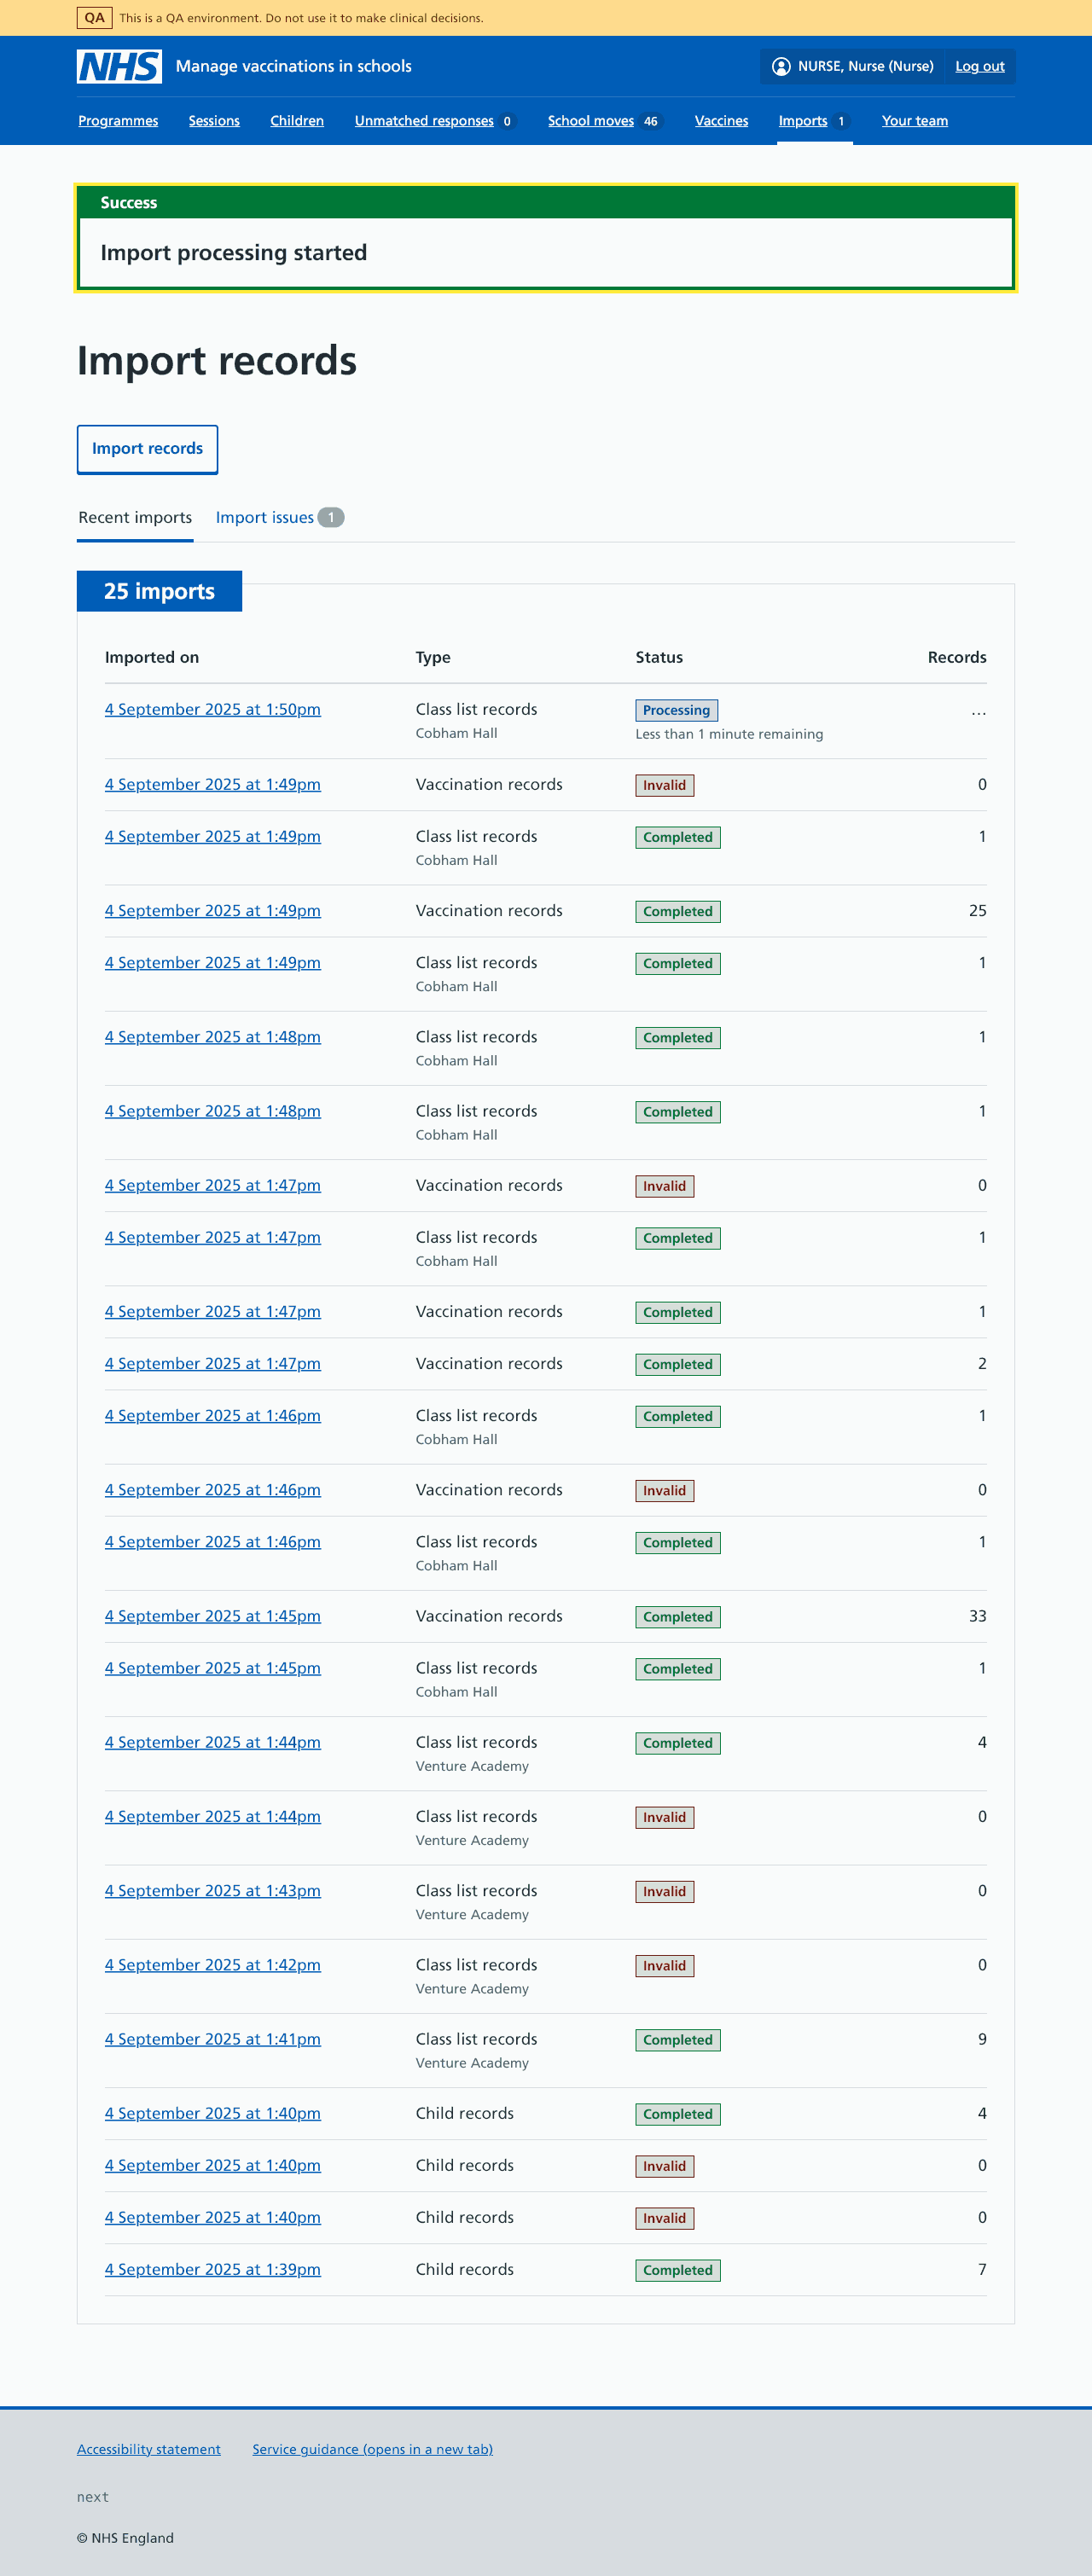 QA This is a QA environment. Do not use it to make clinical decisions.
NHS Manage vaccinations in schools NURSE, Nurse (Nurse) Log out
Programmes Sessions Children Unmatched responses 0 School moves 46 Vaccines Imports 1 Your team
Success
Import processing started
Import records
Import records
Recent imports Import issues 1
25 imports
Imported on Type Status Records
4 September 2025 at 1:50pm Class list records Processing ...
Cobham Hall Less than 1 minute remaining
4 September 2025 at 1:49pm Vaccination records Invalid 0
4 September 2025 at 1:49pm Class list records Completed 1
Cobham Hall
4 September 2025 at 1:49pm Vaccination records Completed 25
4 September 2025 at 1:49pm Class list records Completed 1
Cobham Hall
4 September 2025 at 1:48pm Class list records Completed 1
Cobham Hall
4 September 2025 at 1:48pm Class list records Completed 1
Cobham Hall
4 September 2025 at 1:47pm Vaccination records Invalid 0
4 September 2025 at 1:47pm Class list records Completed 1
Cobham Hall
4 September 2025 at 1:47pm Vaccination records Completed 1
4 September 2025 at 1:47pm Vaccination records Completed 2
4 September 2025 at 1:46pm Class list records Completed 1
Cobham Hall
4 September 2025 at 1:46pm Vaccination records Invalid 0
4 September 2025 at 1:46pm Class list records Completed 1
Cobham Hall
4 September 2025 at 1:45pm Vaccination records Completed 33
4 September 2025 at 1:45pm Class list records Completed 1
Cobham Hall
4 September 2025 at 1:44pm Class list records Completed 4
Venture Academy
4 September 2025 at 1:44pm Class list records Invalid 0
Venture Academy
4 September 2025 at 1:43pm Class list records Invalid 0
Venture Academy
4 September 2025 at 1:42pm Class list records Invalid 0
Venture Academy
4 September 2025 at 1:41pm Class list records Completed 9
Venture Academy
4 September 2025 at 1:40pm Child records Completed 4
4 September 2025 at 1:40pm Child records Invalid 0
4 September 2025 at 1:40pm Child records Invalid 0
4 September 2025 at 1:39pm Child records Completed 7
Accessibility statement Service guidance (opens in a new tab)
next
© NHS England